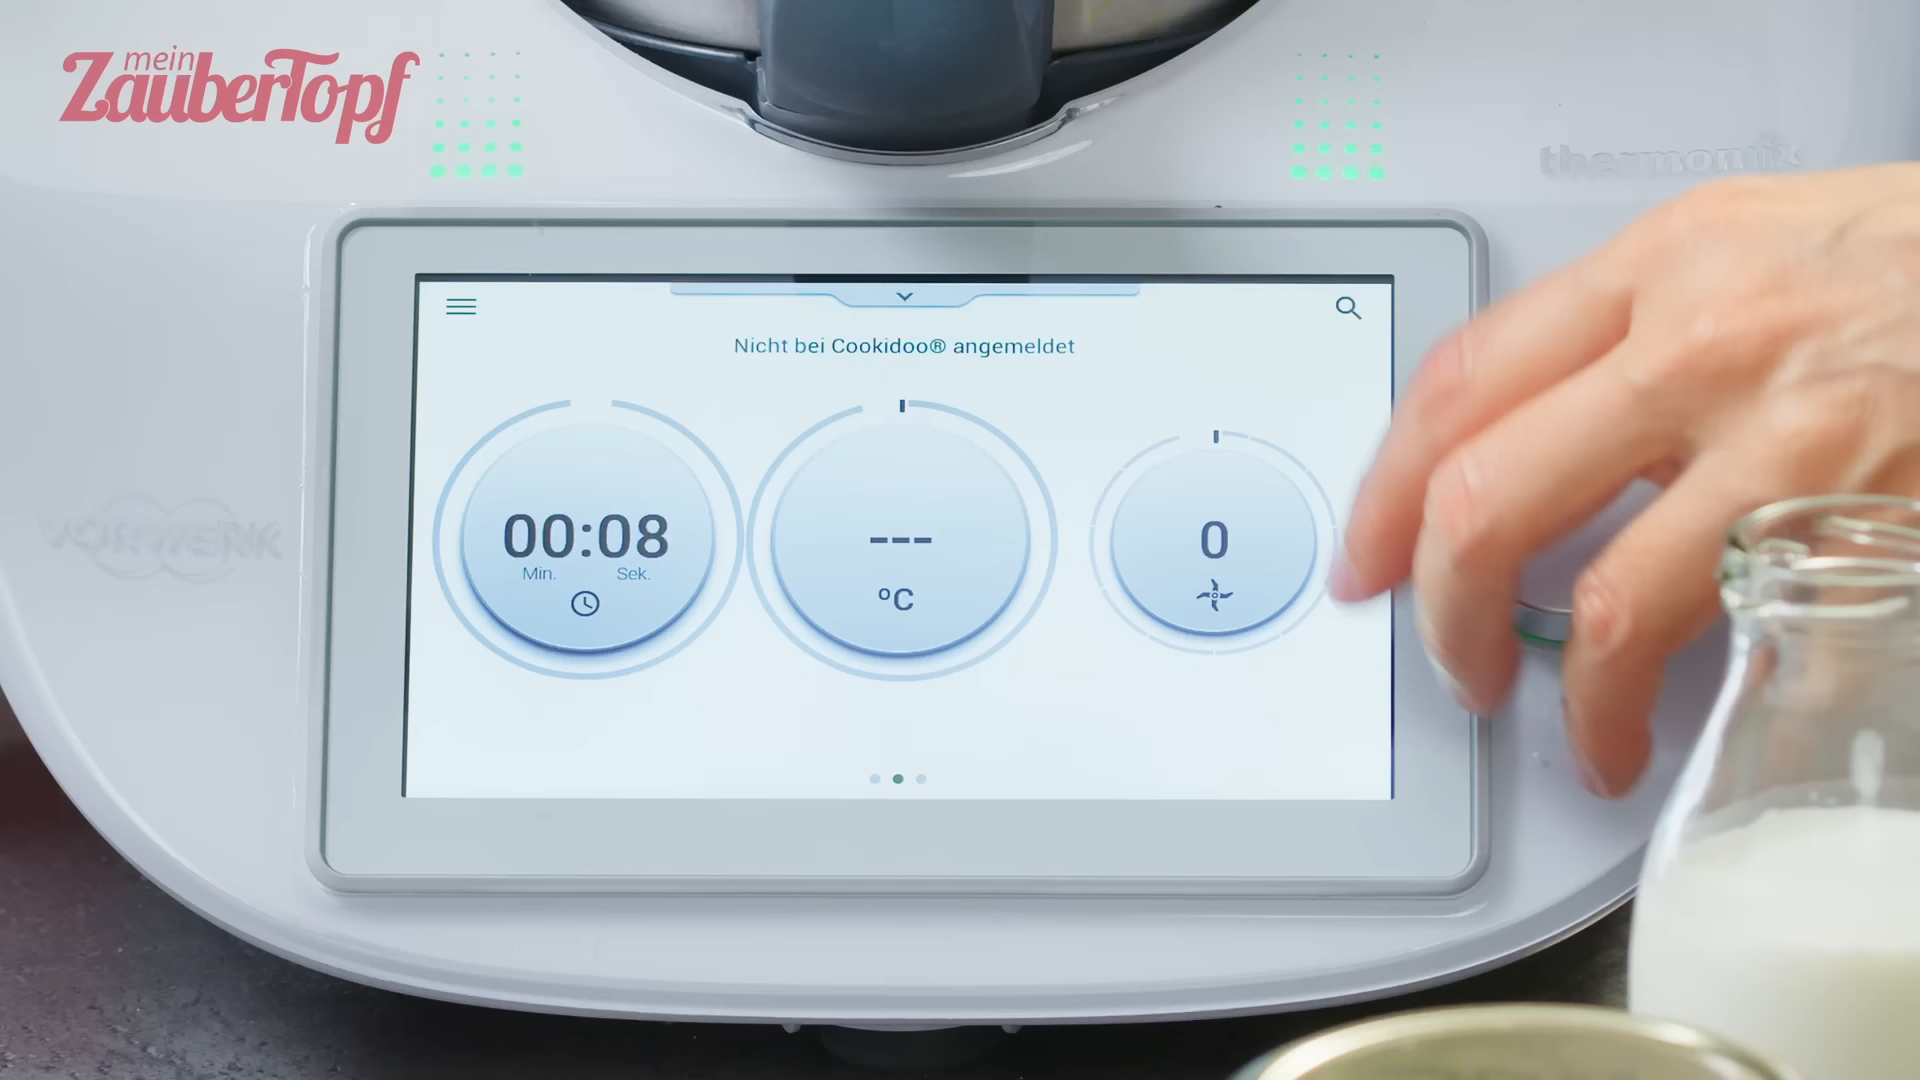 mein
ZauberTopf
thermomix
Nicht bei Cookidoo® angemeldet
00:08
Min. Sek.
---
°C
0
VORWERK